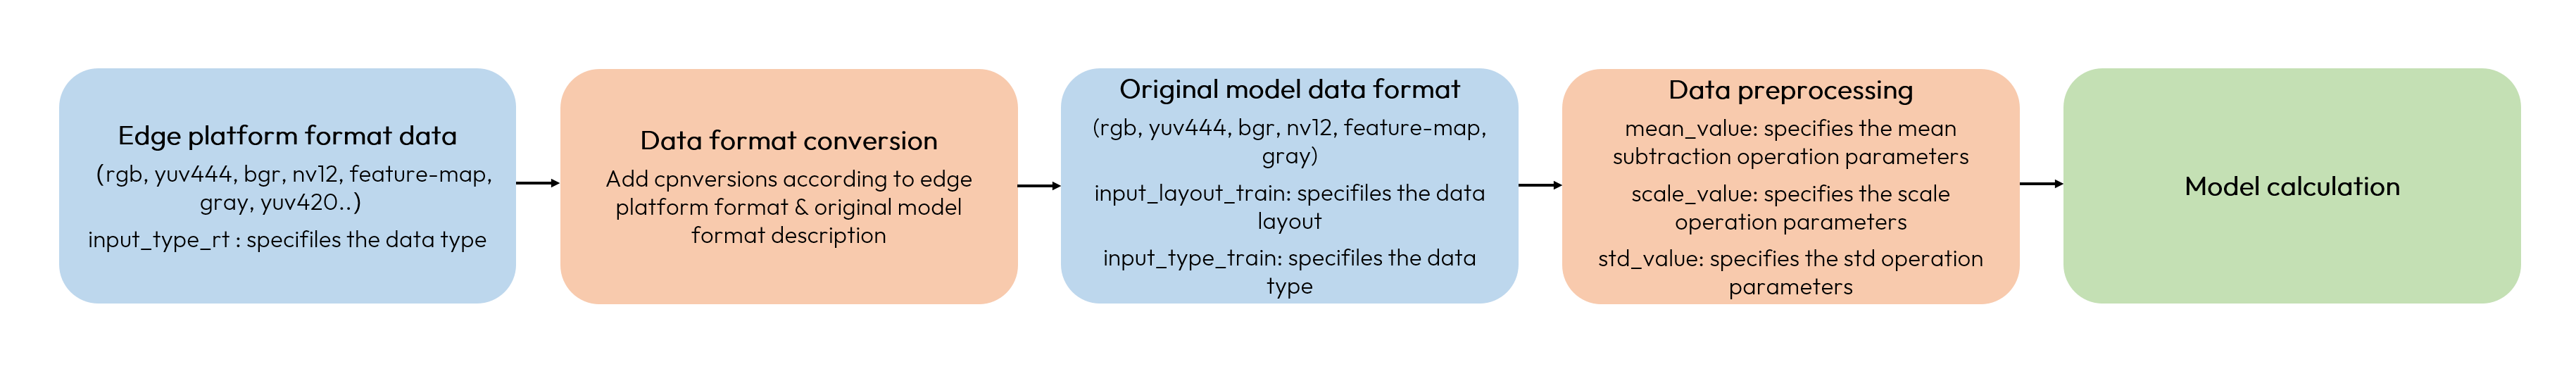 Edge platform format data
(rgb, yuv444, bgr, nv12, feature-map,
gray, yuv420..)
input_type_rt : specifiles the data type
Data format conversion
Add cpnversions according to edge
platform format & original model
format description
Original model data format
(rgb, yuv444, bgr, nv12, feature-map,
gray)
input_layout_train: specifiles the data
layout
input_type_train: specifiles the data
type
Data preprocessing
mean_value: specifies the mean
subtraction operation parameters
scale_value: specifies the scale
operation parameters
std_value: specifies the std operation
parameters
Model calculation